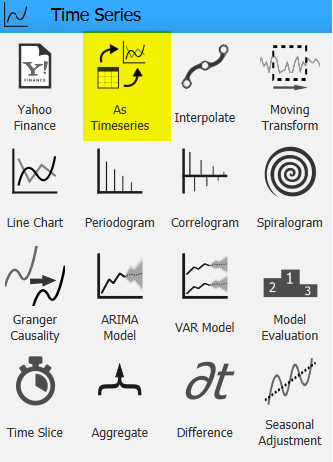 Time Series
Y!
FINANCE
Yahoo
Finance
As
Timeseries
Interpolate
Moving
Transform
Line Chart
Periodogram
Correlogram
Spiralogram
Granger
Causality
ARIMA
Model
VAR Model
2 1 3
Model
Evaluation
Time Slice
Aggregate
∂t
Difference
Seasonal
Adjustment